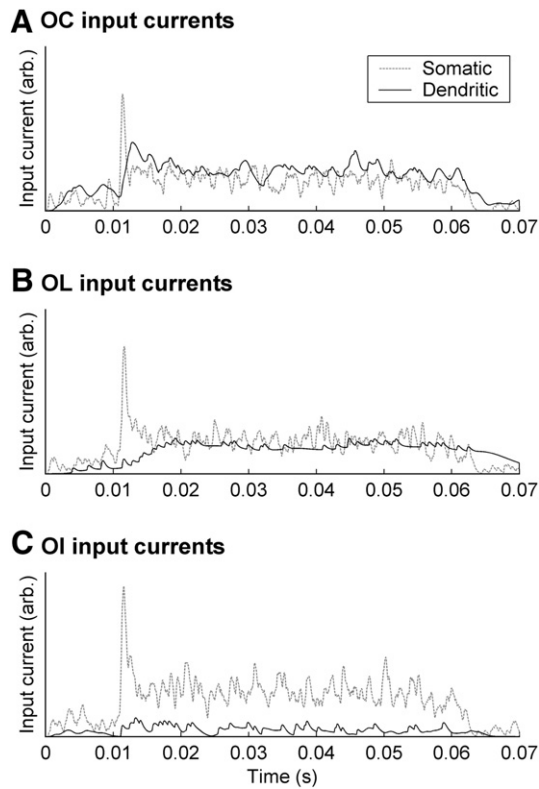 A OC input currents
Input current (arb.)
Somatic
Dendritic
0 0.01 0.02 0.03 0.04 0.05 0.06 0.07
B OL input currents
Input current (arb.)
0 0.01 0.02 0.03 0.04 0.05 0.06 0.07
C OI input currents
Input current (arb.)
0 0.01 0.02 0.03 0.04 0.05 0.06 0.07
Time (s)